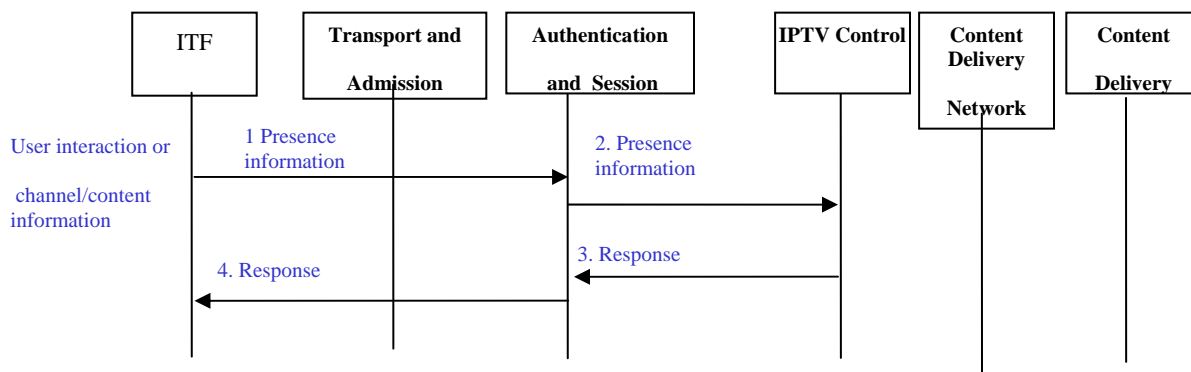 ITF
Transport and
Admission
Authentication
and Session
IPTV Control
Content
Delivery
Network
Content
Delivery
User interaction or
channel/content
information
1 Presence
information
2. Presence
information
3. Response
4. Response